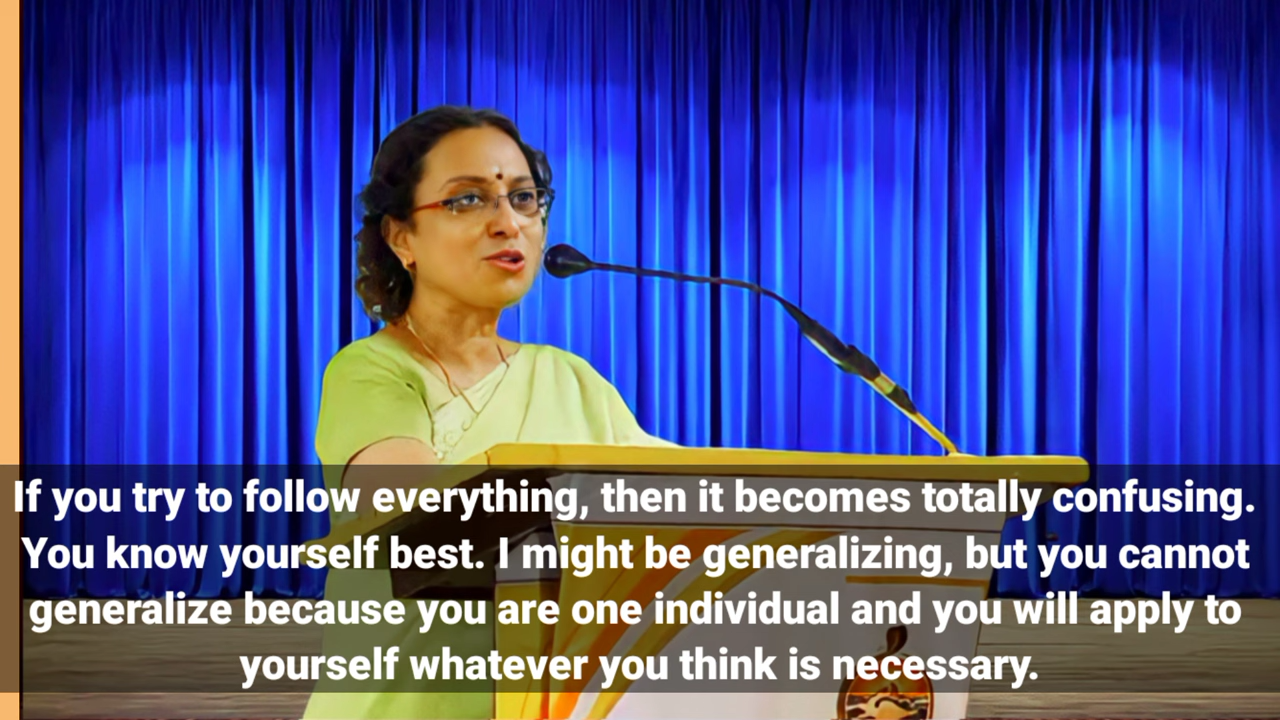 If you try to follow everything, then it becomes totally confusing.
You know yourself best. I might be generalizing, but you cannot
generalize because you are one individual and you will apply to
yourself whatever you think is necessary.